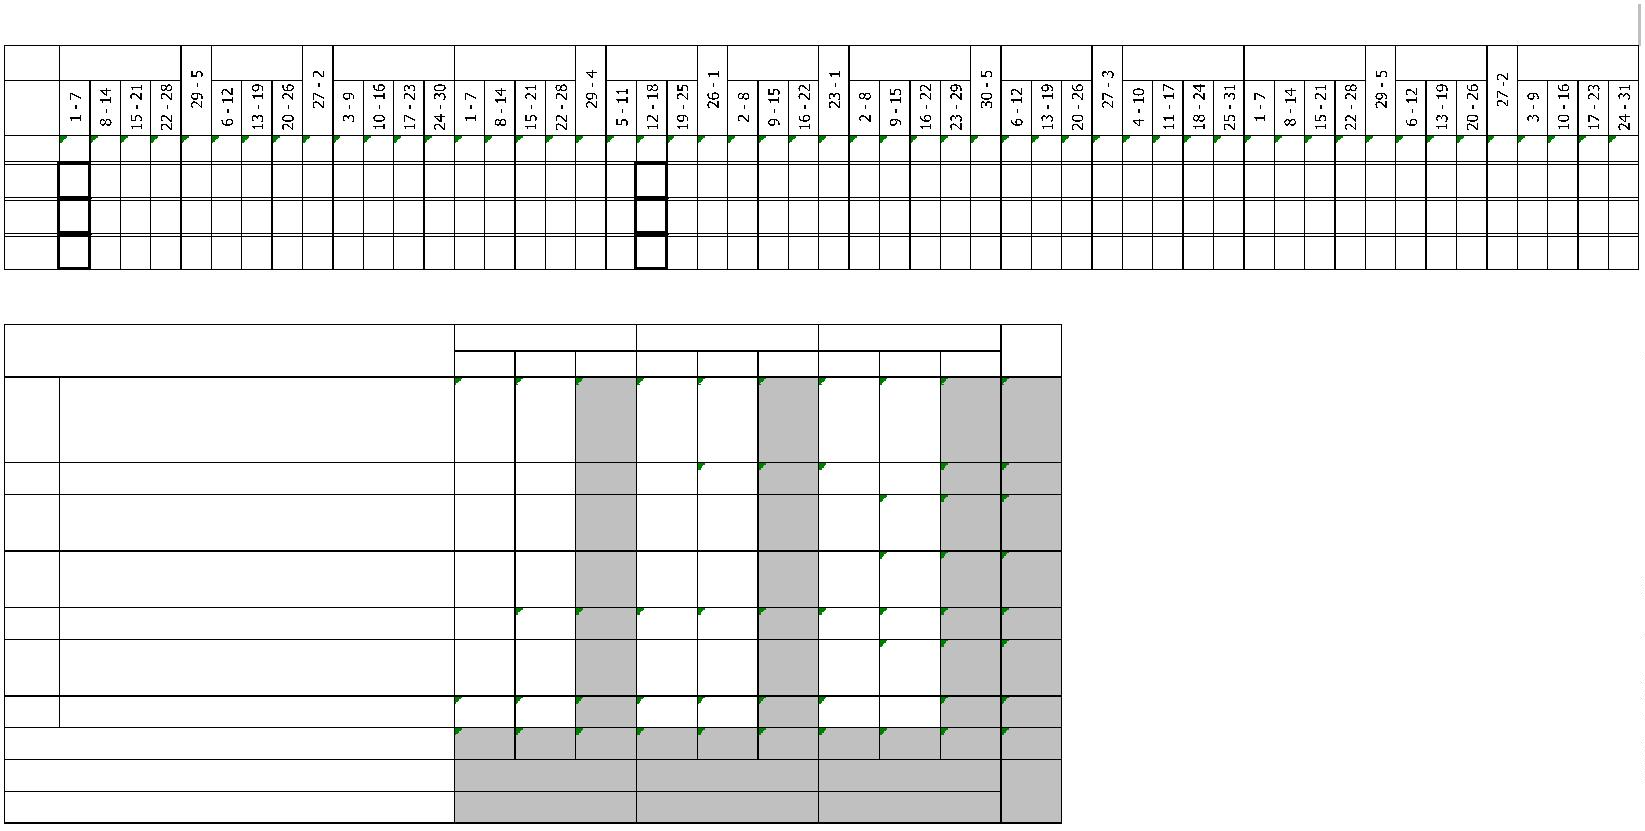 1 - 7
8 - 14
15 - 21
22 - 28
29 - 5
6 - 12
13 - 19
20 - 26
27 - 2
3 - 9
10 - 16
17 - 23
24 - 30
1 - 7
8 - 14
15 - 21
22 - 28
29 - 4
5 - 11
12 - 18
19 - 25
26 - 1
2 - 8
9 - 15
16 - 22
23 - 1
2 - 8
9 - 15
16 - 22
23 - 29
30 - 5
6 - 12
13 - 19
20 - 26
27 - 3
4 - 10
11 - 17
18 - 24
25 - 31
1 - 7
8 - 14
15 - 21
22 - 28
29 - 5
6 - 12
13 - 19
20 - 26
27 - 2
3 - 9
10 - 16
17 - 23
24 - 31